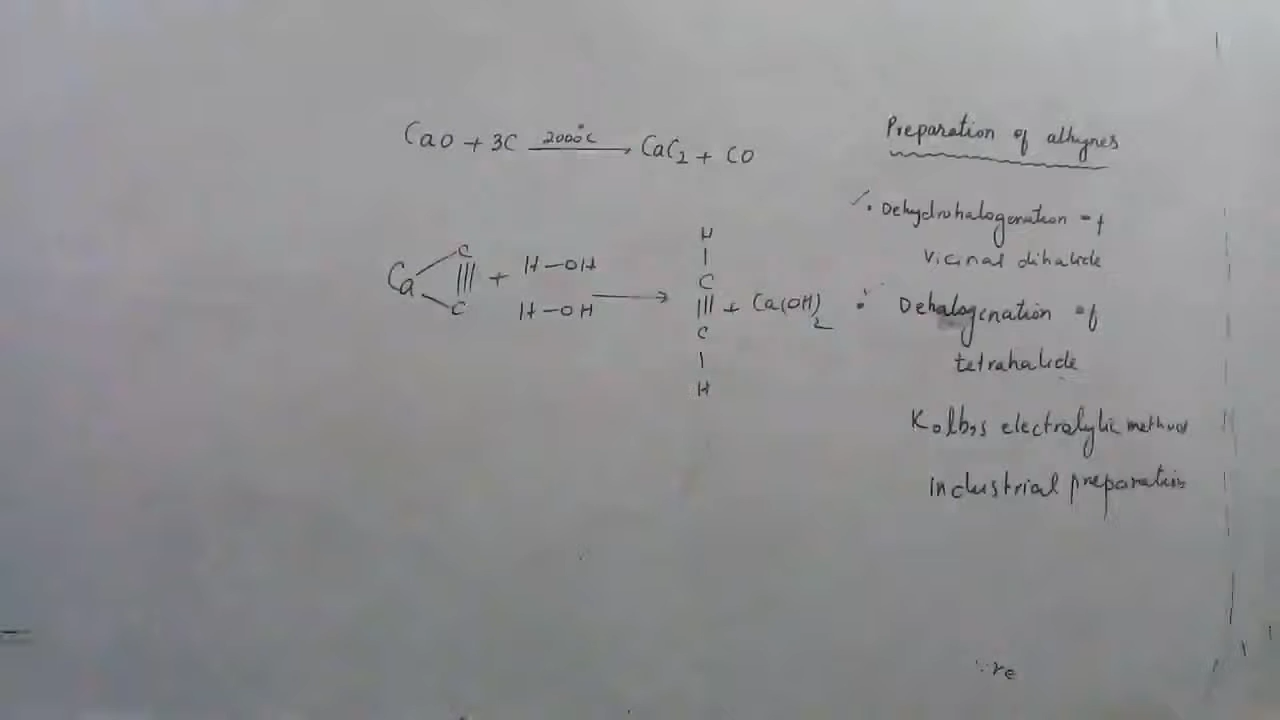 CaO + 3C 2000°C → CaC₂ + CO
Ca C ||| C + H-OH H-OH → H-C≡C-H + Ca(OH)₂
Preparation of alkynes
Dehydrohalogenation of
Vicinal dihalide
Dehalogenation of
tetrahalide
Kolbes electrolytic method
industrial preparation